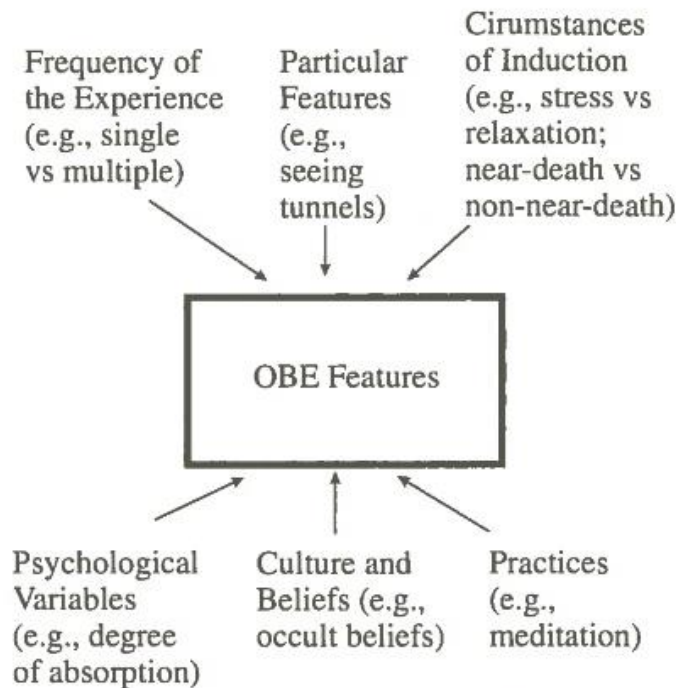 Frequency of
the Experience
(e.g., single
vs multiple)
Particular
Features
(e.g.,
seeing
tunnels)
Cirumstances
of Induction
(e.g., stress vs
relaxation;
near-death vs
non-near-death)
OBE Features
Psychological
Variables
(e.g., degree
of absorption)
Culture and
Beliefs (e.g.,
occult beliefs)
Practices
(e.g.,
meditation)